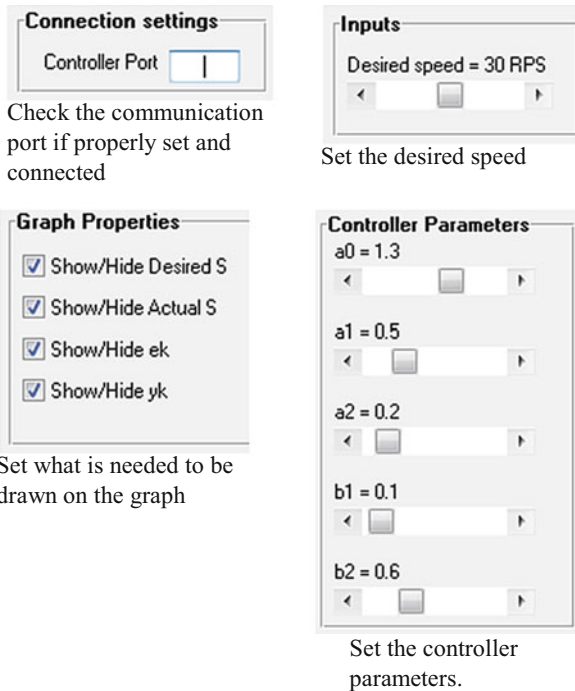 Connection settings
Controller Port
Check the communication
port if properly set and
connected
Inputs
Desired speed = 30 RPS
Set the desired speed
Graph Properties
Show/Hide Desired S
Show/Hide Actual S
Show/Hide ek
Show/Hide yk
Set what is needed to be
drawn on the graph
Controller Parameters
a0 = 1.3
a1 = 0.5
a2 = 0.2
b1 = 0.1
b2 = 0.6
Set the controller
parameters.